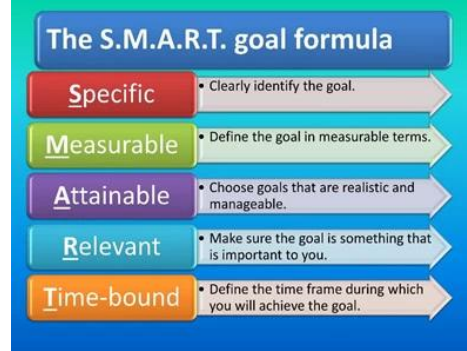 The S.M.A.R.T. goal formula
Specific
• Clearly identify the goal.
Measurable
• Define the goal in measurable terms.
Attainable
• Choose goals that are realistic and
manageable.
Relevant
• Make sure the goal is something that
is important to you.
Time-bound
• Define the time frame during which
you will achieve the goal.